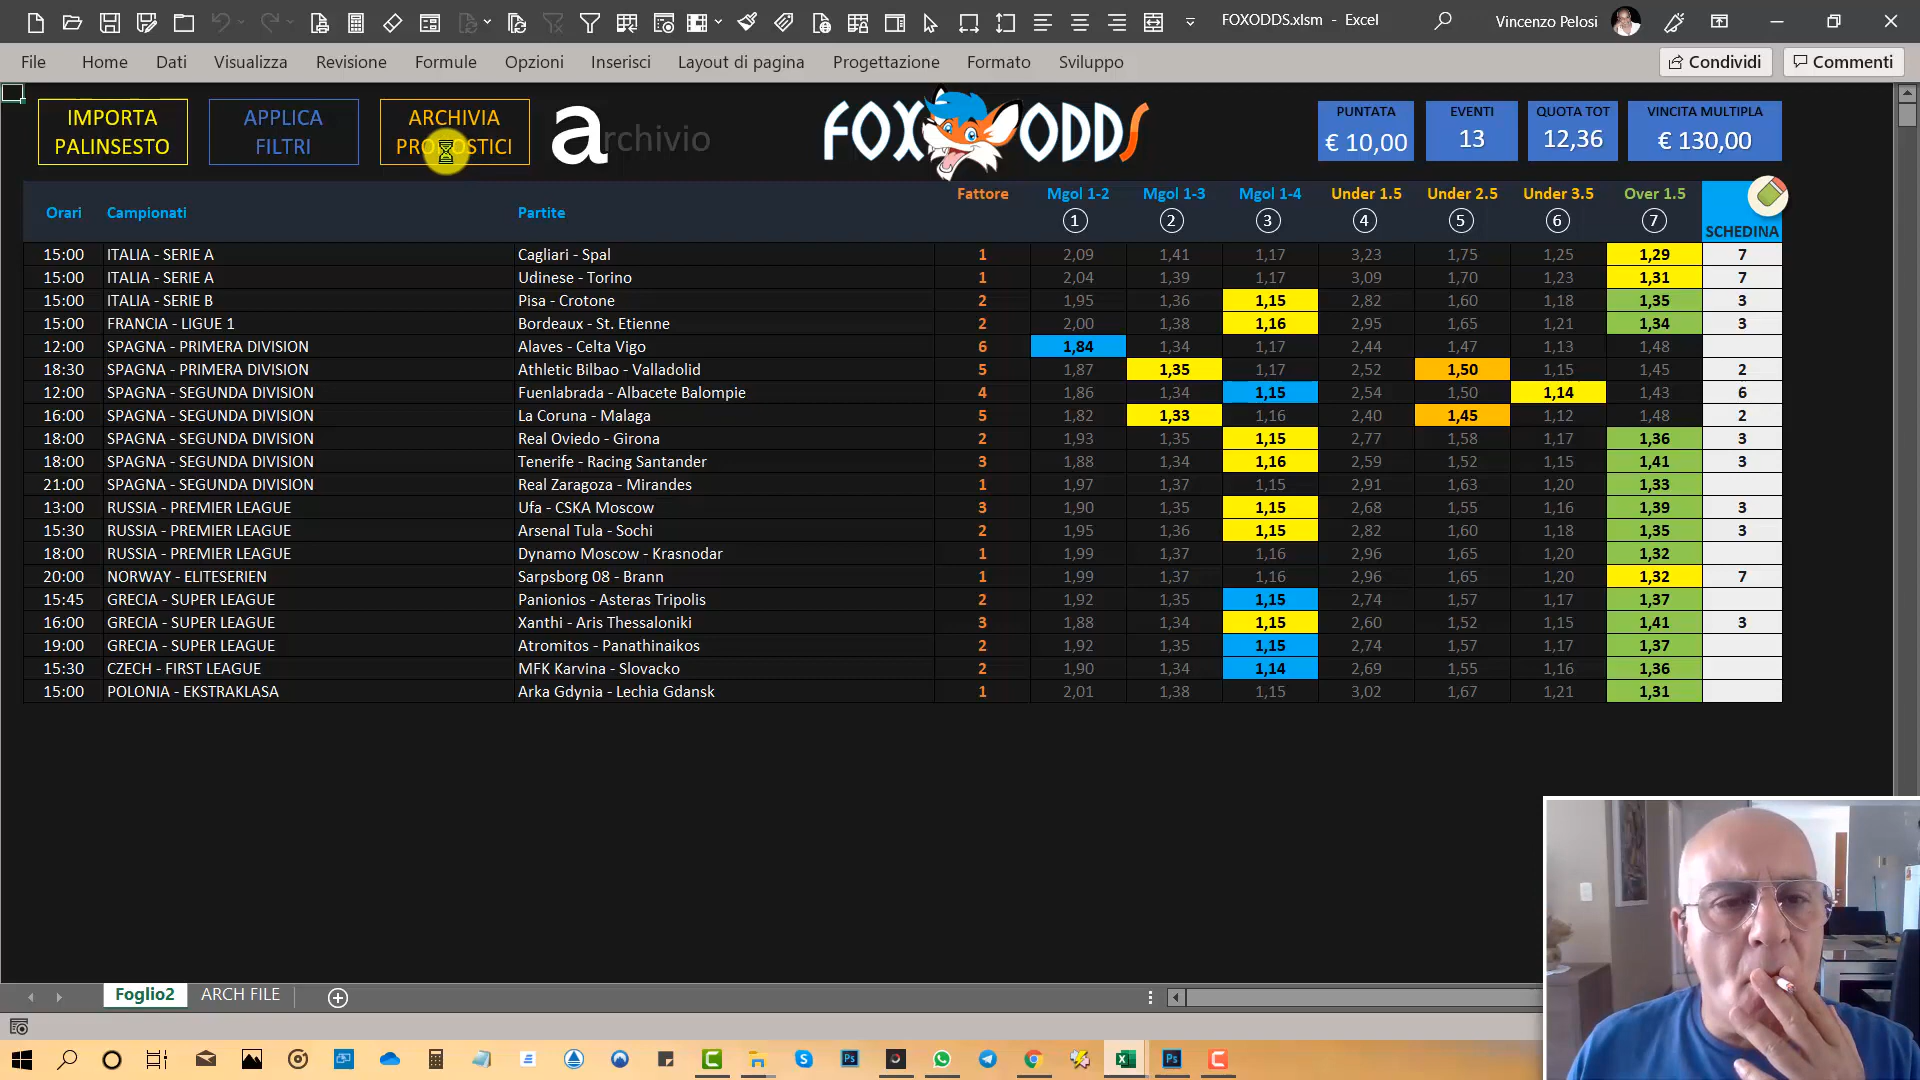 FOXODDS.xlsm - Excel
Vincenzo Pelosi
File Home Dati Visualizza Revisione Formule Opzioni Inserisci Layout di pagina Progettazione Formato Sviluppo Condividi Commenti
IMPORTA PALINSESTO
APPLICA FILTRI
ARCHIVIA PRONOSTICI
archivio
FOX ODDS
PUNTATA
€ 10,00
EVENTI
13
QUOTA TOT
12,36
VINCITA MULTIPLA
€ 130,00
Orari Campionati Partite Fattore Mgol 1-2 Mgol 1-3 Mgol 1-4 Under 1.5 Under 2.5 Under 3.5 Over 1.5 SCHEDINA
1 2 3 4 5 6 7
15:00 ITALIA - SERIE A Cagliari - Spal 1 2,09 1,41 1,17 3,23 1,75 1,25 1,29 7
15:00 ITALIA - SERIE A Udinese - Torino 1 2,04 1,39 1,17 3,09 1,70 1,23 1,31 7
15:00 ITALIA - SERIE B Pisa - Crotone 2 1,95 1,36 1,15 2,82 1,60 1,18 1,35 3
15:00 FRANCIA - LIGUE 1 Bordeaux - St. Etienne 2 2,00 1,38 1,16 2,95 1,65 1,21 1,34 3
12:00 SPAGNA - PRIMERA DIVISION Alaves - Celta Vigo 6 1,84 1,34 1,17 2,44 1,47 1,13 1,48
18:30 SPAGNA - PRIMERA DIVISION Athletic Bilbao - Valladolid 5 1,87 1,35 1,17 2,52 1,50 1,15 1,45 2
12:00 SPAGNA - SEGUNDA DIVISION Fuenlabrada - Albacete Balompie 4 1,86 1,34 1,15 2,54 1,50 1,14 1,43 6
16:00 SPAGNA - SEGUNDA DIVISION La Coruna - Malaga 5 1,82 1,33 1,16 2,40 1,45 1,12 1,48 2
18:00 SPAGNA - SEGUNDA DIVISION Real Oviedo - Girona 2 1,93 1,35 1,15 2,77 1,58 1,17 1,36 3
18:00 SPAGNA - SEGUNDA DIVISION Tenerife - Racing Santander 3 1,88 1,34 1,16 2,59 1,52 1,15 1,41 3
21:00 SPAGNA - SEGUNDA DIVISION Real Zaragoza - Mirandes 1 1,97 1,37 1,15 2,91 1,63 1,20 1,33
13:00 RUSSIA - PREMIER LEAGUE Ufa - CSKA Moscow 3 1,90 1,35 1,15 2,68 1,55 1,16 1,39 3
15:30 RUSSIA - PREMIER LEAGUE Arsenal Tula - Sochi 2 1,95 1,36 1,15 2,82 1,60 1,18 1,35 3
18:00 RUSSIA - PREMIER LEAGUE Dynamo Moscow - Krasnodar 1 1,99 1,37 1,16 2,96 1,65 1,20 1,32
20:00 NORWAY - ELITESERIEN Sarpsborg 08 - Brann 1 1,99 1,37 1,16 2,96 1,65 1,20 1,32 7
15:45 GRECIA - SUPER LEAGUE Panionios - Asteras Tripolis 2 1,92 1,35 1,15 2,74 1,57 1,17 1,37
16:00 GRECIA - SUPER LEAGUE Xanthi - Aris Thessaloniki 3 1,88 1,34 1,15 2,60 1,52 1,15 1,41 3
19:00 GRECIA - SUPER LEAGUE Atromitos - Panathinaikos 2 1,92 1,35 1,15 2,74 1,57 1,17 1,37
15:30 CZECH - FIRST LEAGUE MFK Karvina - Slovacko 2 1,90 1,34 1,14 2,69 1,55 1,16 1,36
15:00 POLONIA - EKSTRAKLASA Arka Gdynia - Lechia Gdansk 1 2,01 1,38 1,15 3,02 1,67 1,21 1,31
Foglio2 ARCH FILE